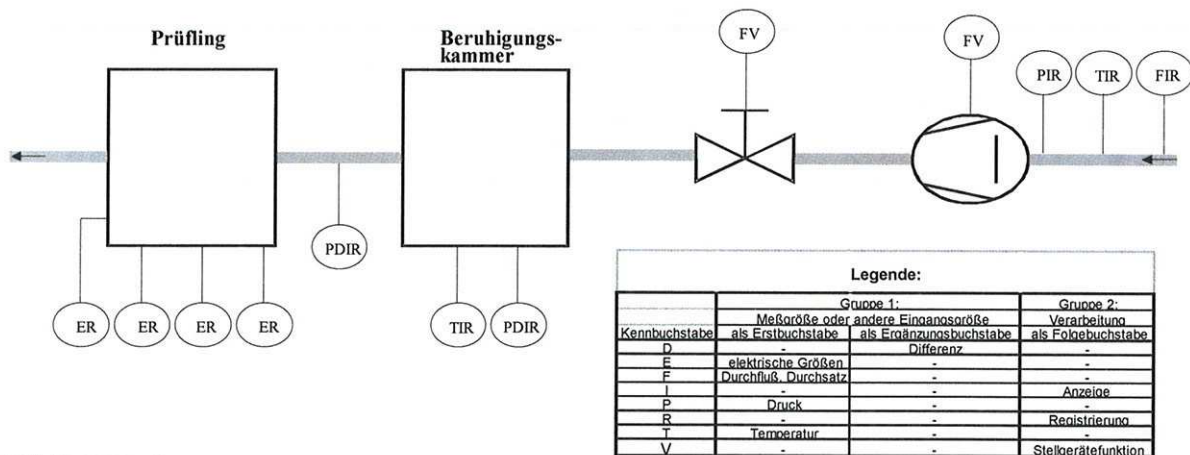 Prüfling
Beruhigungs-
kammer
FV
FV
PIR
TIR
FIR
PDIR
ER
ER
ER
ER
TIR
PDIR
Legende:
Gruppe 1: Gruppe 2:
Meßgröße oder andere Eingangsgröße Verarbeitung
Kennbuchstabe als Erstbuchstabe als Ergänzungsbuchstabe als Folgebuchstabe
D - Differenz -
E elektrische Größen - -
F Durchfluß, Durchsatz - -
I - - Anzeige
P Druck - -
R - - Registrierung
T Temperatur - -
V - - Stellgerätefunktion